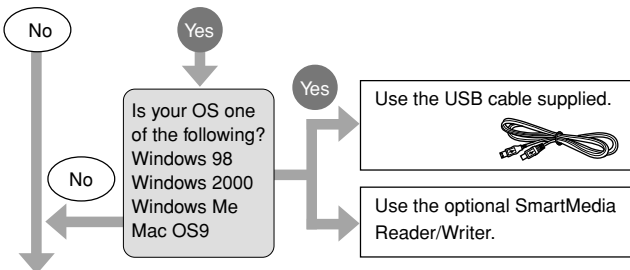 No
Yes
Is your OS one
of the following?
Windows 98
Windows 2000
Windows Me
Mac OS9
No
Yes
Use the USB cable supplied.
Use the optional SmartMedia
Reader/Writer.